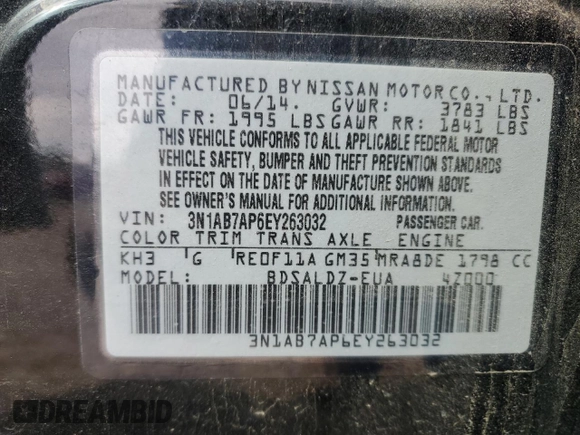 MANUFACTURED BY NISSAN MOTOR CO., LTD.
DATE: 06/14. GVWR: 3783 LBS
GAWR FR: 1995 LBS GAWR RR: 1841 LBS
THIS VEHICLE CONFORMS TO ALL APPLICABLE FEDERAL MOTOR
VEHICLE SAFETY, BUMPER AND THEFT PREVENTION STANDARDS
IN EFFECT ON THE DATE OF MANUFACTURE SHOWN ABOVE.
SEE OWNER'S MANUAL FOR ADDITIONAL INFORMATION.
VIN: 3N1AB7AP6EY263032 PASSENGER CAR.
COLOR TRIM TRANS AXLE ENGINE
KH3 G RE0F11A GM35 MRA8DE 1798 CC
MODEL: BDSALDZ-EUA 4Z000
3N1AB7AP6EY263032
DREAMBID